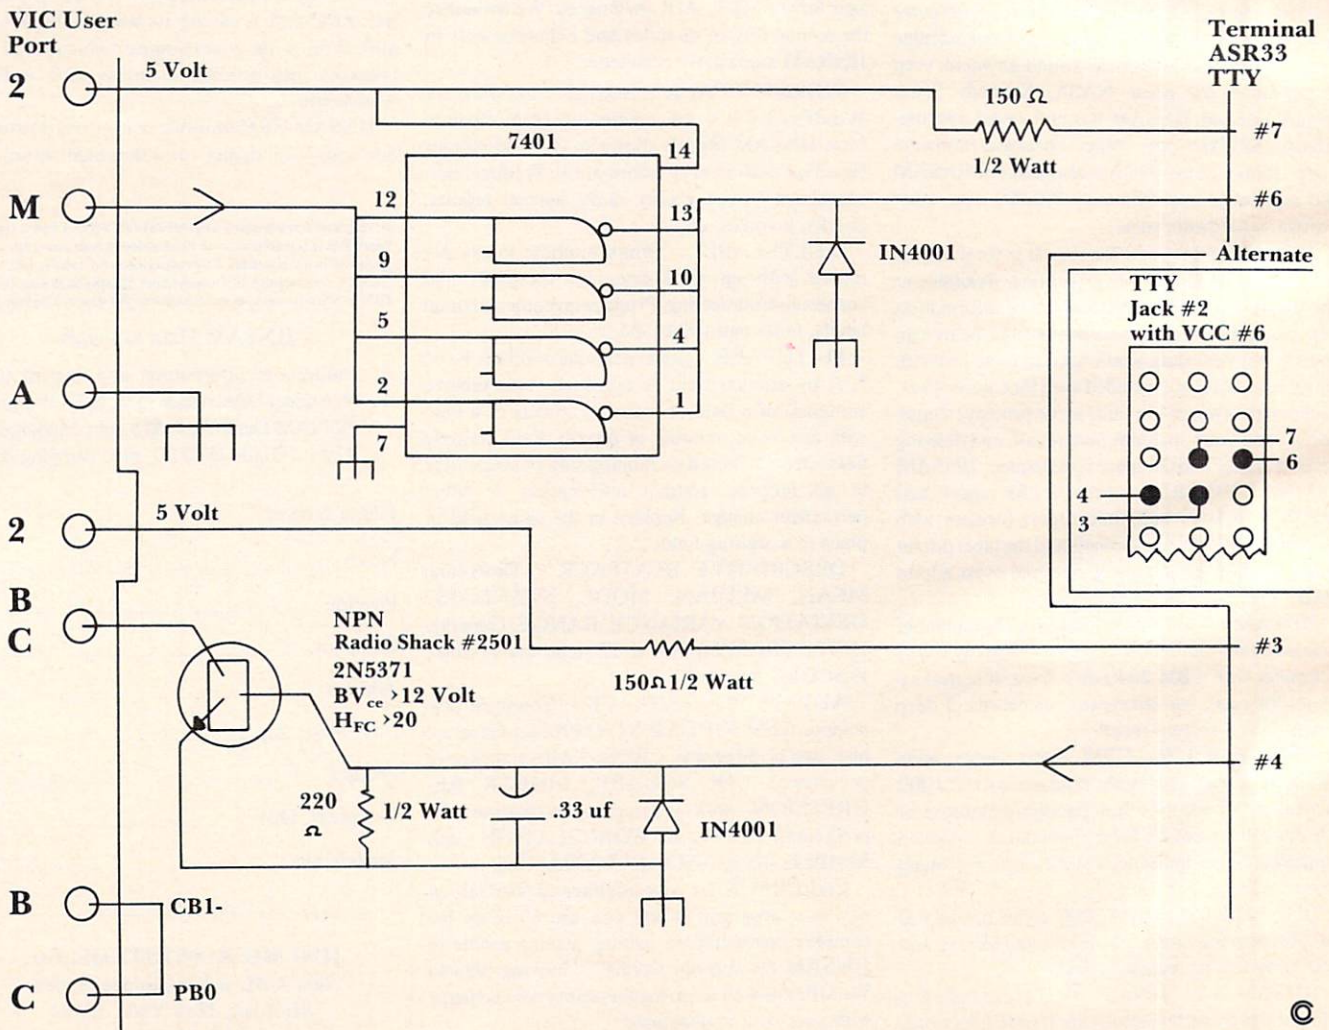 VIC User
Port
2
5 Volt
M
A
2
5 Volt
B
C
B
CB1-
C
PB0
7401
12
9
5
2
7
14
13
10
4
1
IN4001
150 Ω
1/2 Watt
Terminal
ASR33
TTY
#7
#6
Alternate
TTY
Jack #2
with VCC #6
7
6
4
3
NPN
Radio Shack #2501
2N5371
BVce >12 Volt
HFC >20
150Ω 1/2 Watt
#3
#4
220
Ω
1/2 Watt
.33 uf
IN4001
©